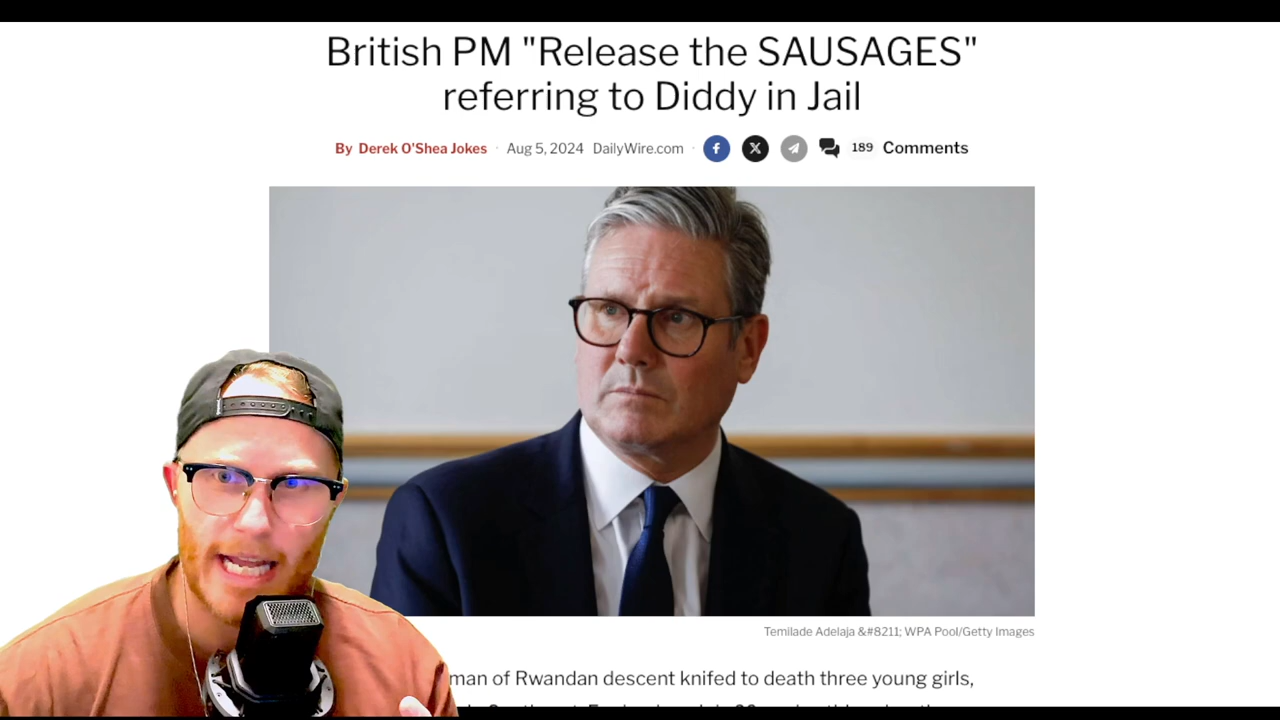 British PM "Release the SAUSAGES"
referring to Diddy in Jail
By Derek O'Shea Jokes · Aug 5, 2024 DailyWire.com · 189 Comments
Temilade Adelaja &#8211; WPA Pool/Getty Images
man of Rwandan descent knifed to death three young girls,